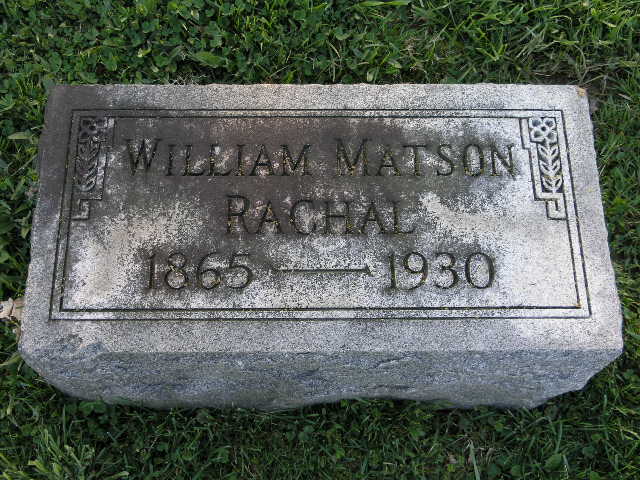 William Matson
Rachal
1865 — 1930